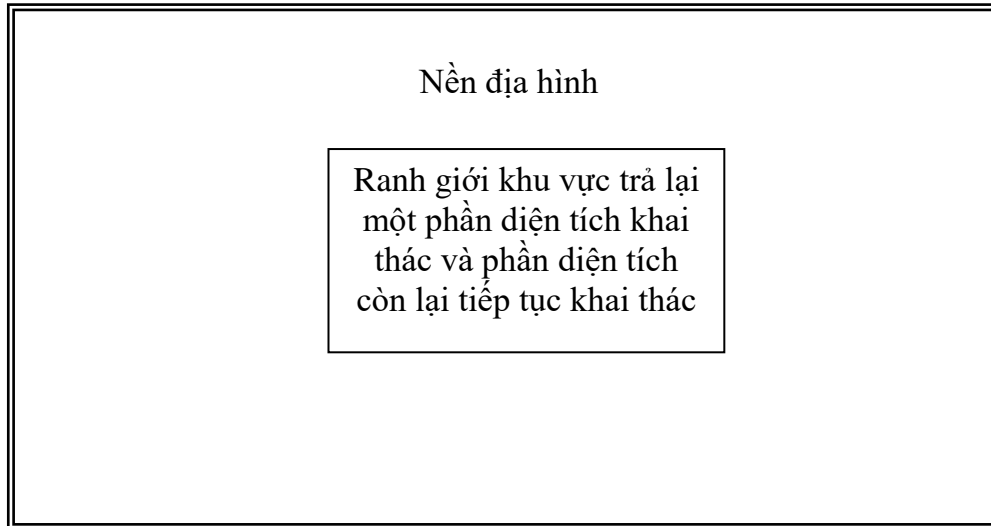 Nền địa hình
Ranh giới khu vực trả lại
một phần diện tích khai
thác và phần diện tích
còn lại tiếp tục khai thác